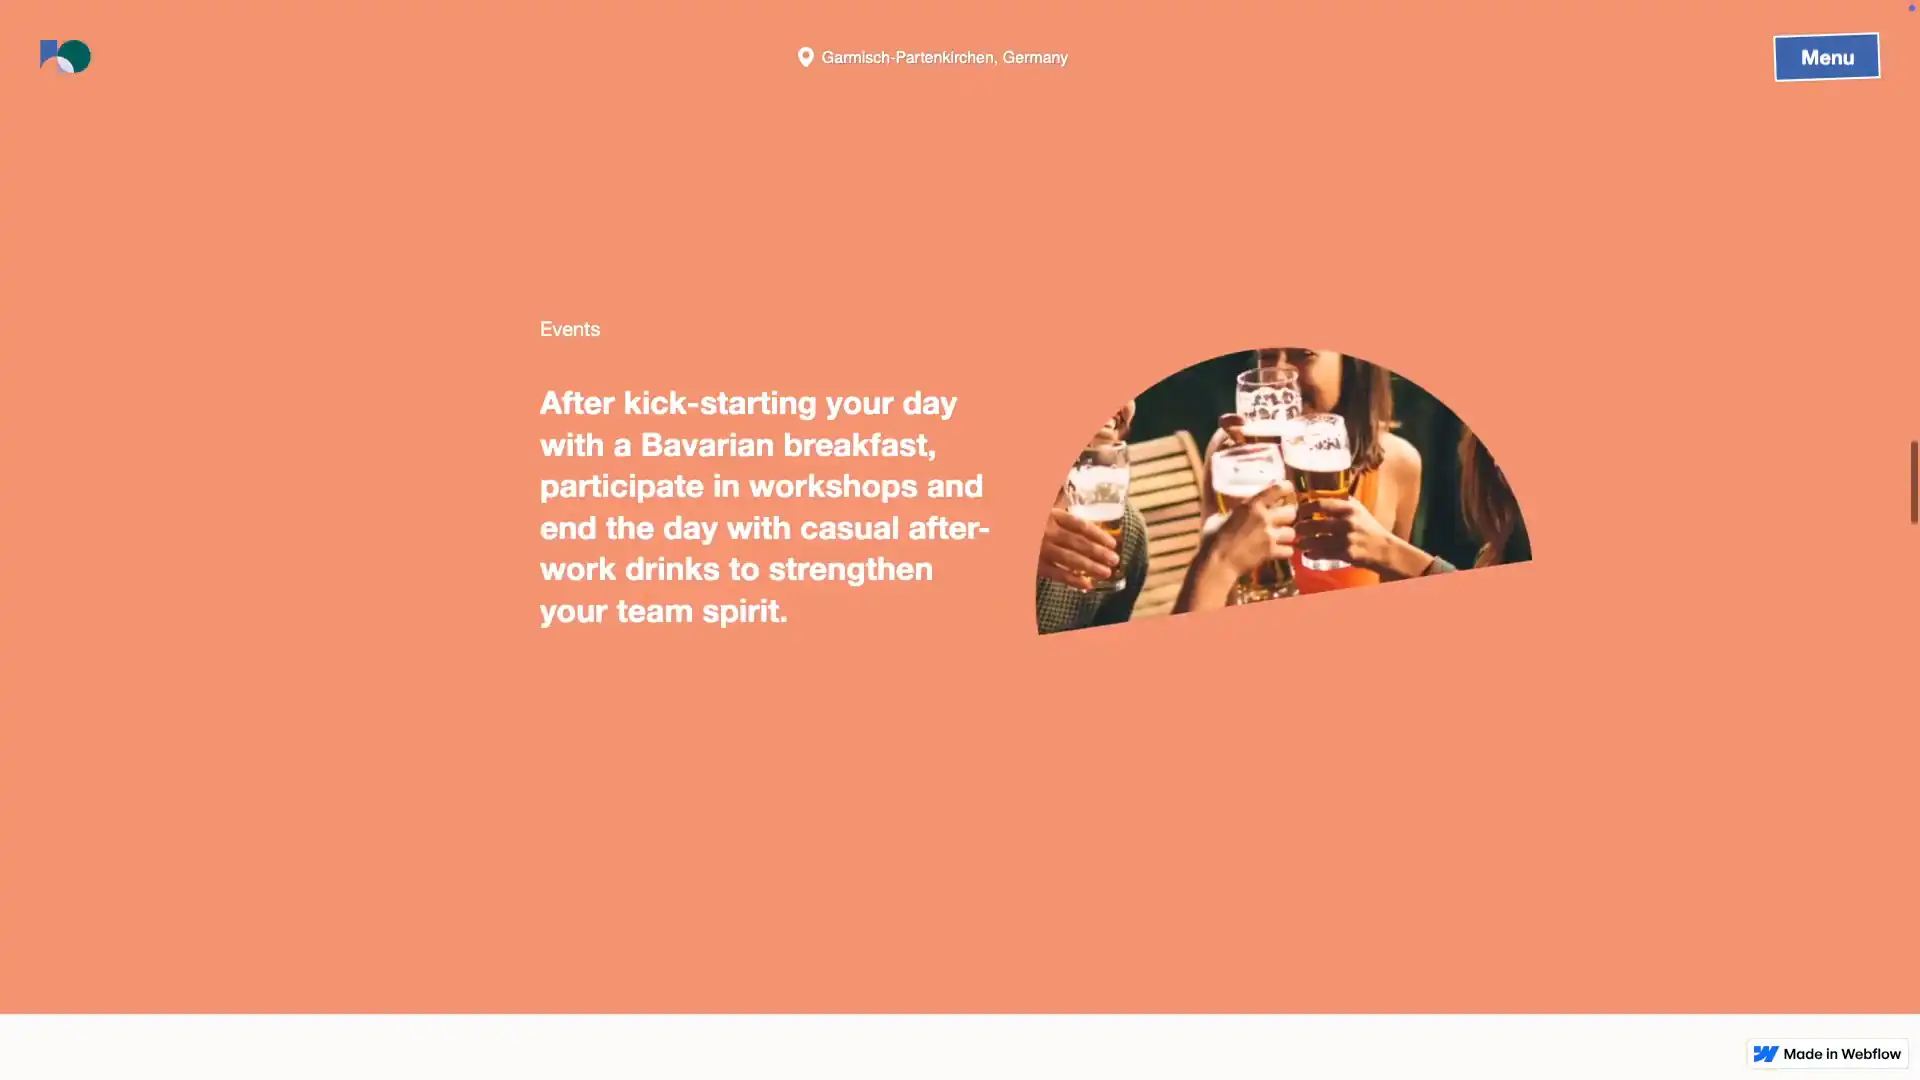 Garmisch-Partenkirchen, Germany
Menu
Events
After kick-starting your day
with a Bavarian breakfast,
participate in workshops and
end the day with casual after-
work drinks to strengthen
your team spirit.
Made in Webflow